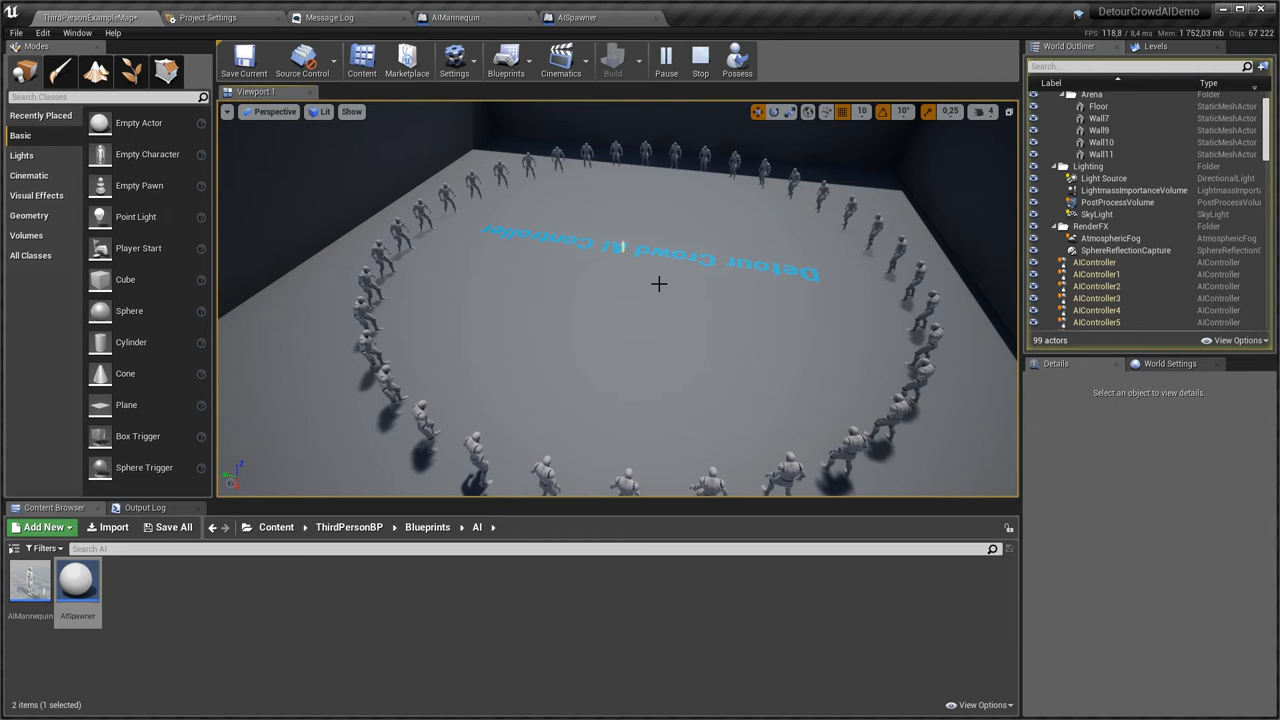 ThirdPersonExampleMap*
Project Settings
Message Log
AIMannequin
AISpawner
DetourCrowdAIDemo
File
Edit
Window
Help
FPS: 118,8 / 8,4 ms
Mem: 1 752,03 mb
Objs: 67 222
Modes
Search Classes
Recently Placed
Basic
Lights
Cinematic
Visual Effects
Geometry
Volumes
All Classes
Empty Actor
Empty Character
Empty Pawn
Point Light
Player Start
Cube
Sphere
Cylinder
Cone
Plane
Box Trigger
Sphere Trigger
Save Current
Source Control
Content
Marketplace
Settings
Blueprints
Cinematics
Build
Pause
Stop
Possess
Viewport 1
Perspective
Lit
Show
10
10°
0,25
4
Detour Crowd AI Controller
World Outliner
Levels
Search...
Label
Type
Arena
Folder
Floor
StaticMeshActor
Wall7
StaticMeshActor
Wall9
StaticMeshActor
Wall10
StaticMeshActor
Wall11
StaticMeshActor
Lighting
Folder
Light Source
DirectionalLight
LightmassImportanceVolume
LightmassImporta
PostProcessVolume
PostProcessVolu
SkyLight
SkyLight
RenderFX
Folder
AtmosphericFog
AtmosphericFog
SphereReflectionCapture
SphereReflection
AIController
AIController
AIController1
AIController
AIController2
AIController
AIController3
AIController
AIController4
AIController
AIController5
AIController
99 actors
View Options
Details
World Settings
Select an object to view details.
Content Browser
Output Log
Add New
Import
Save All
Content
ThirdPersonBP
Blueprints
AI
Filters
Search AI
AIMannequin
AISpawner
2 items (1 selected)
View Options